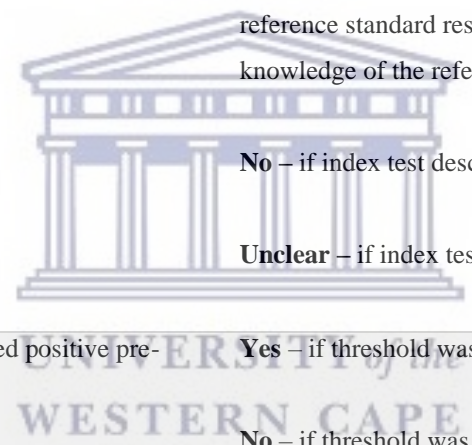 reference standard res
knowledge of the refe
No – if index test desc
Unclear – if index tes
ed positive pre-
Yes – if threshold was
UNIVERSITY of the
WESTERN CAPE
No – if threshold was